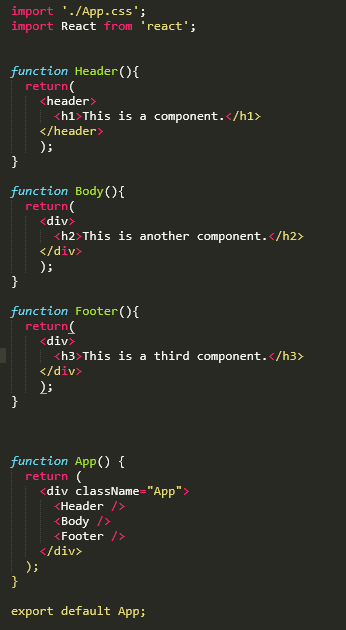 import './App.css';
import React from 'react';
function Header(){
return(
<header>
<h1>This is a component.</h1>
</header>
);
}
function Body(){
return(
<div>
<h2>This is another component.</h2>
</div>
);
}
function Footer(){
return(
<div>
<h3>This is a third component.</h3>
</div>
);
}
function App() {
return (
<div className="App">
<Header />
<Body />
<Footer />
</div>
);
}
export default App;